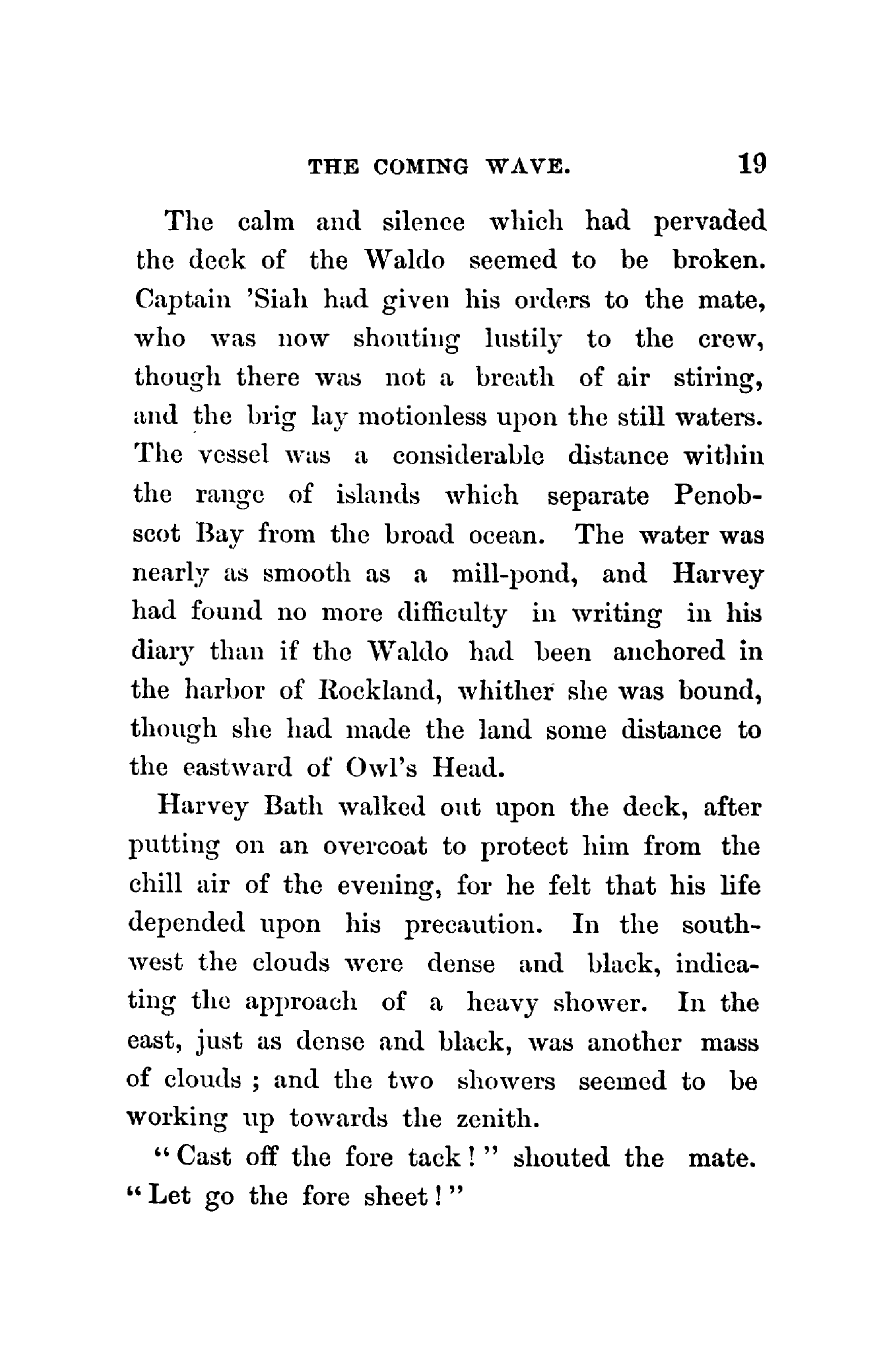 THE COMING WAVE. 19
The calm and silence which had pervaded
the deck of the Waldo seemed to be broken.
Captain 'Siah had given his orders to the mate,
who was now shouting lustily to the crew,
though there was not a breath of air stiring,
and the brig lay motionless upon the still waters.
The vessel was a considerable distance within
the range of islands which separate Penob-
scot Bay from the broad ocean. The water was
nearly as smooth as a mill-pond, and Harvey
had found no more difficulty in writing in his
diary than if the Waldo had been anchored in
the harbor of Rockland, whither she was bound,
though she had made the land some distance to
the eastward of Owl's Head.
Harvey Bath walked out upon the deck, after
putting on an overcoat to protect him from the
chill air of the evening, for he felt that his life
depended upon his precaution. In the south-
west the clouds were dense and black, indica-
ting the approach of a heavy shower. In the
east, just as dense and black, was another mass
of clouds ; and the two showers seemed to be
working up towards the zenith.
" Cast off the fore tack! " shouted the mate.
" Let go the fore sheet! "